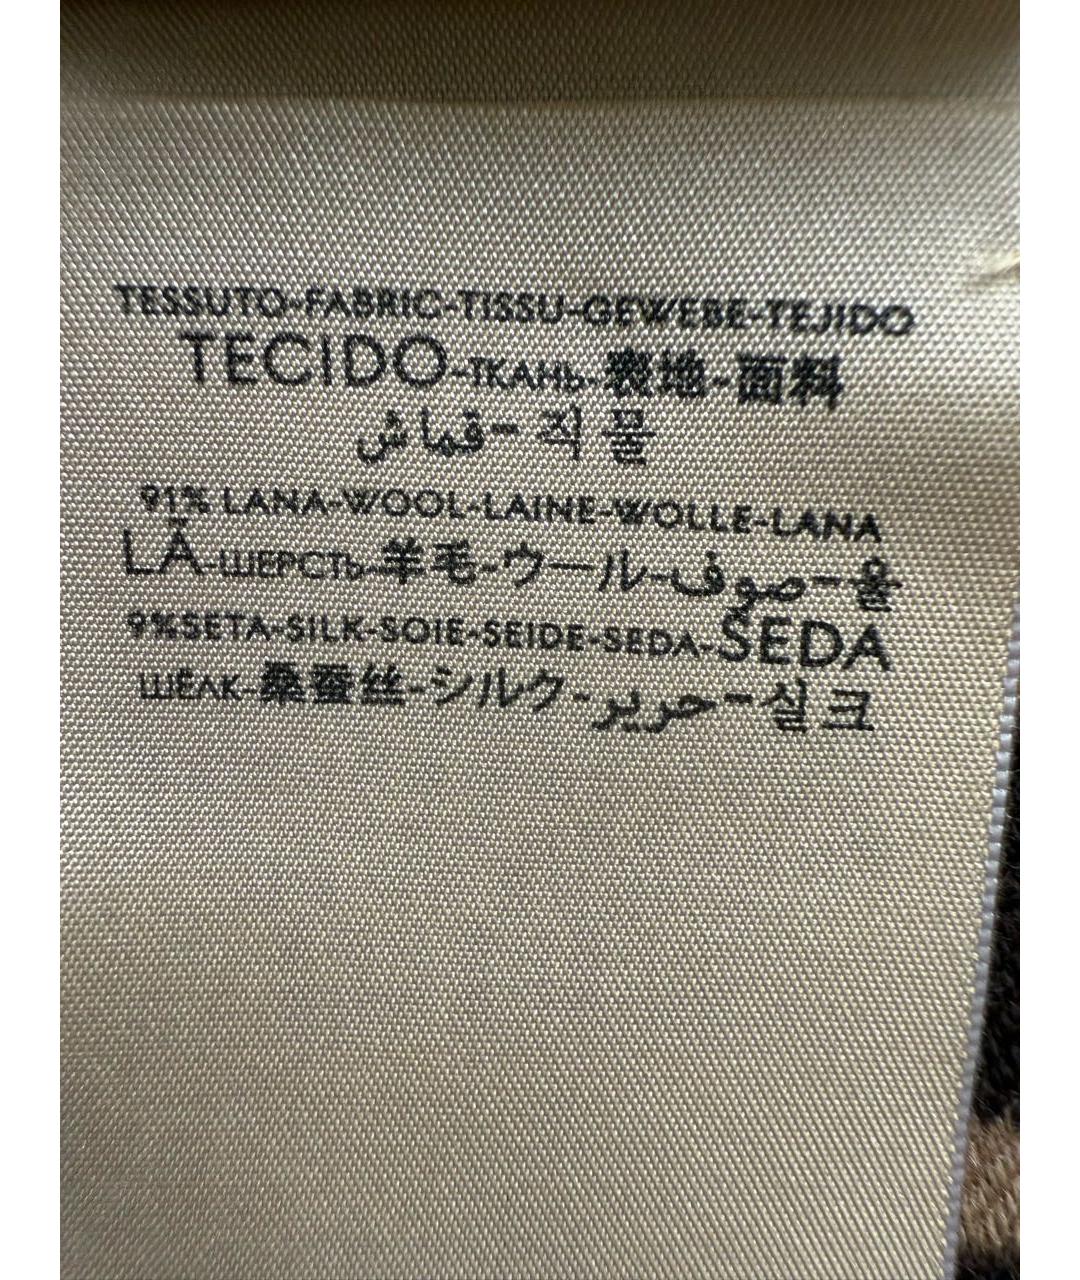 TESSUTO-FABRIC-TISSU-GEWEBE-TEJIDO
TECIDO-ТКАНЬ-表地-面料
قماش-직물
91% LANA-WOOL-LAINE-WOLLE-LANA
LÃ-ШЕРСТЬ-羊毛-ウール-صوف-울
9%SETA-SILK-SOIE-SEIDE-SEDA-SEDA
ШЁЛК-桑蚕丝-シルク-حرير-실크